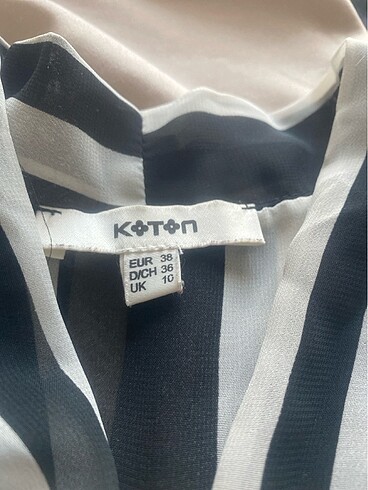 KOTON
EUR 38
D/CH 36
UK 10